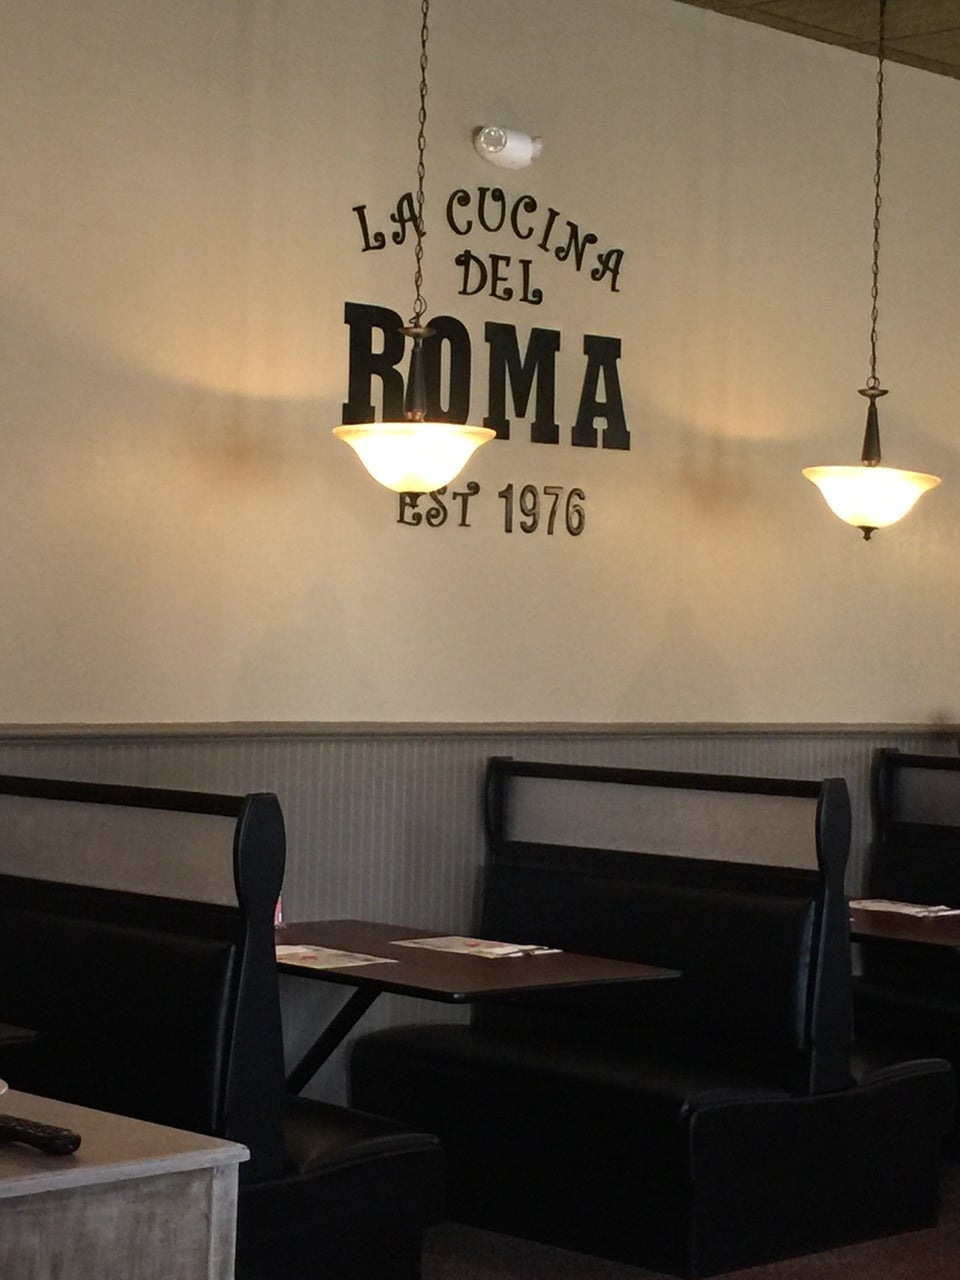 LA CUCINA
DEL
ROMA
EST 1976